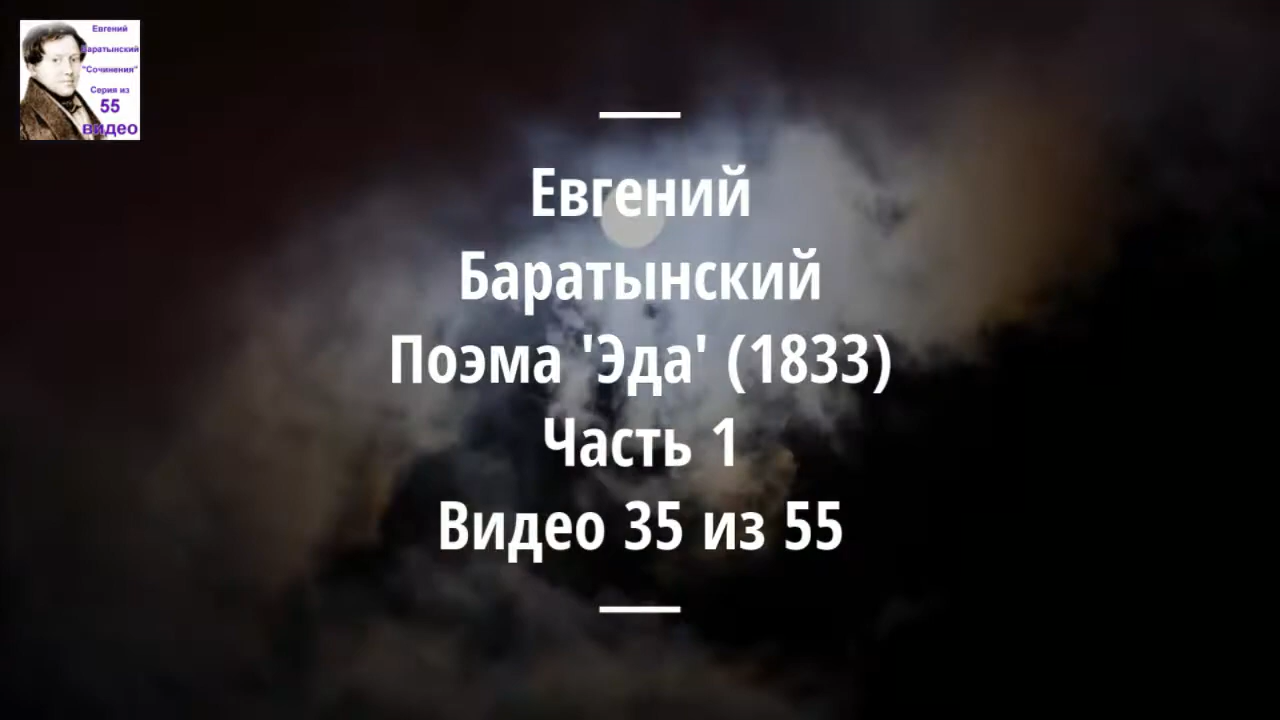 Евгений
Баратынский
"Сочинения"
Серия из
55
видео
Евгений
Баратынский
Поэма 'Эда' (1833)
Часть 1
Видео 35 из 55